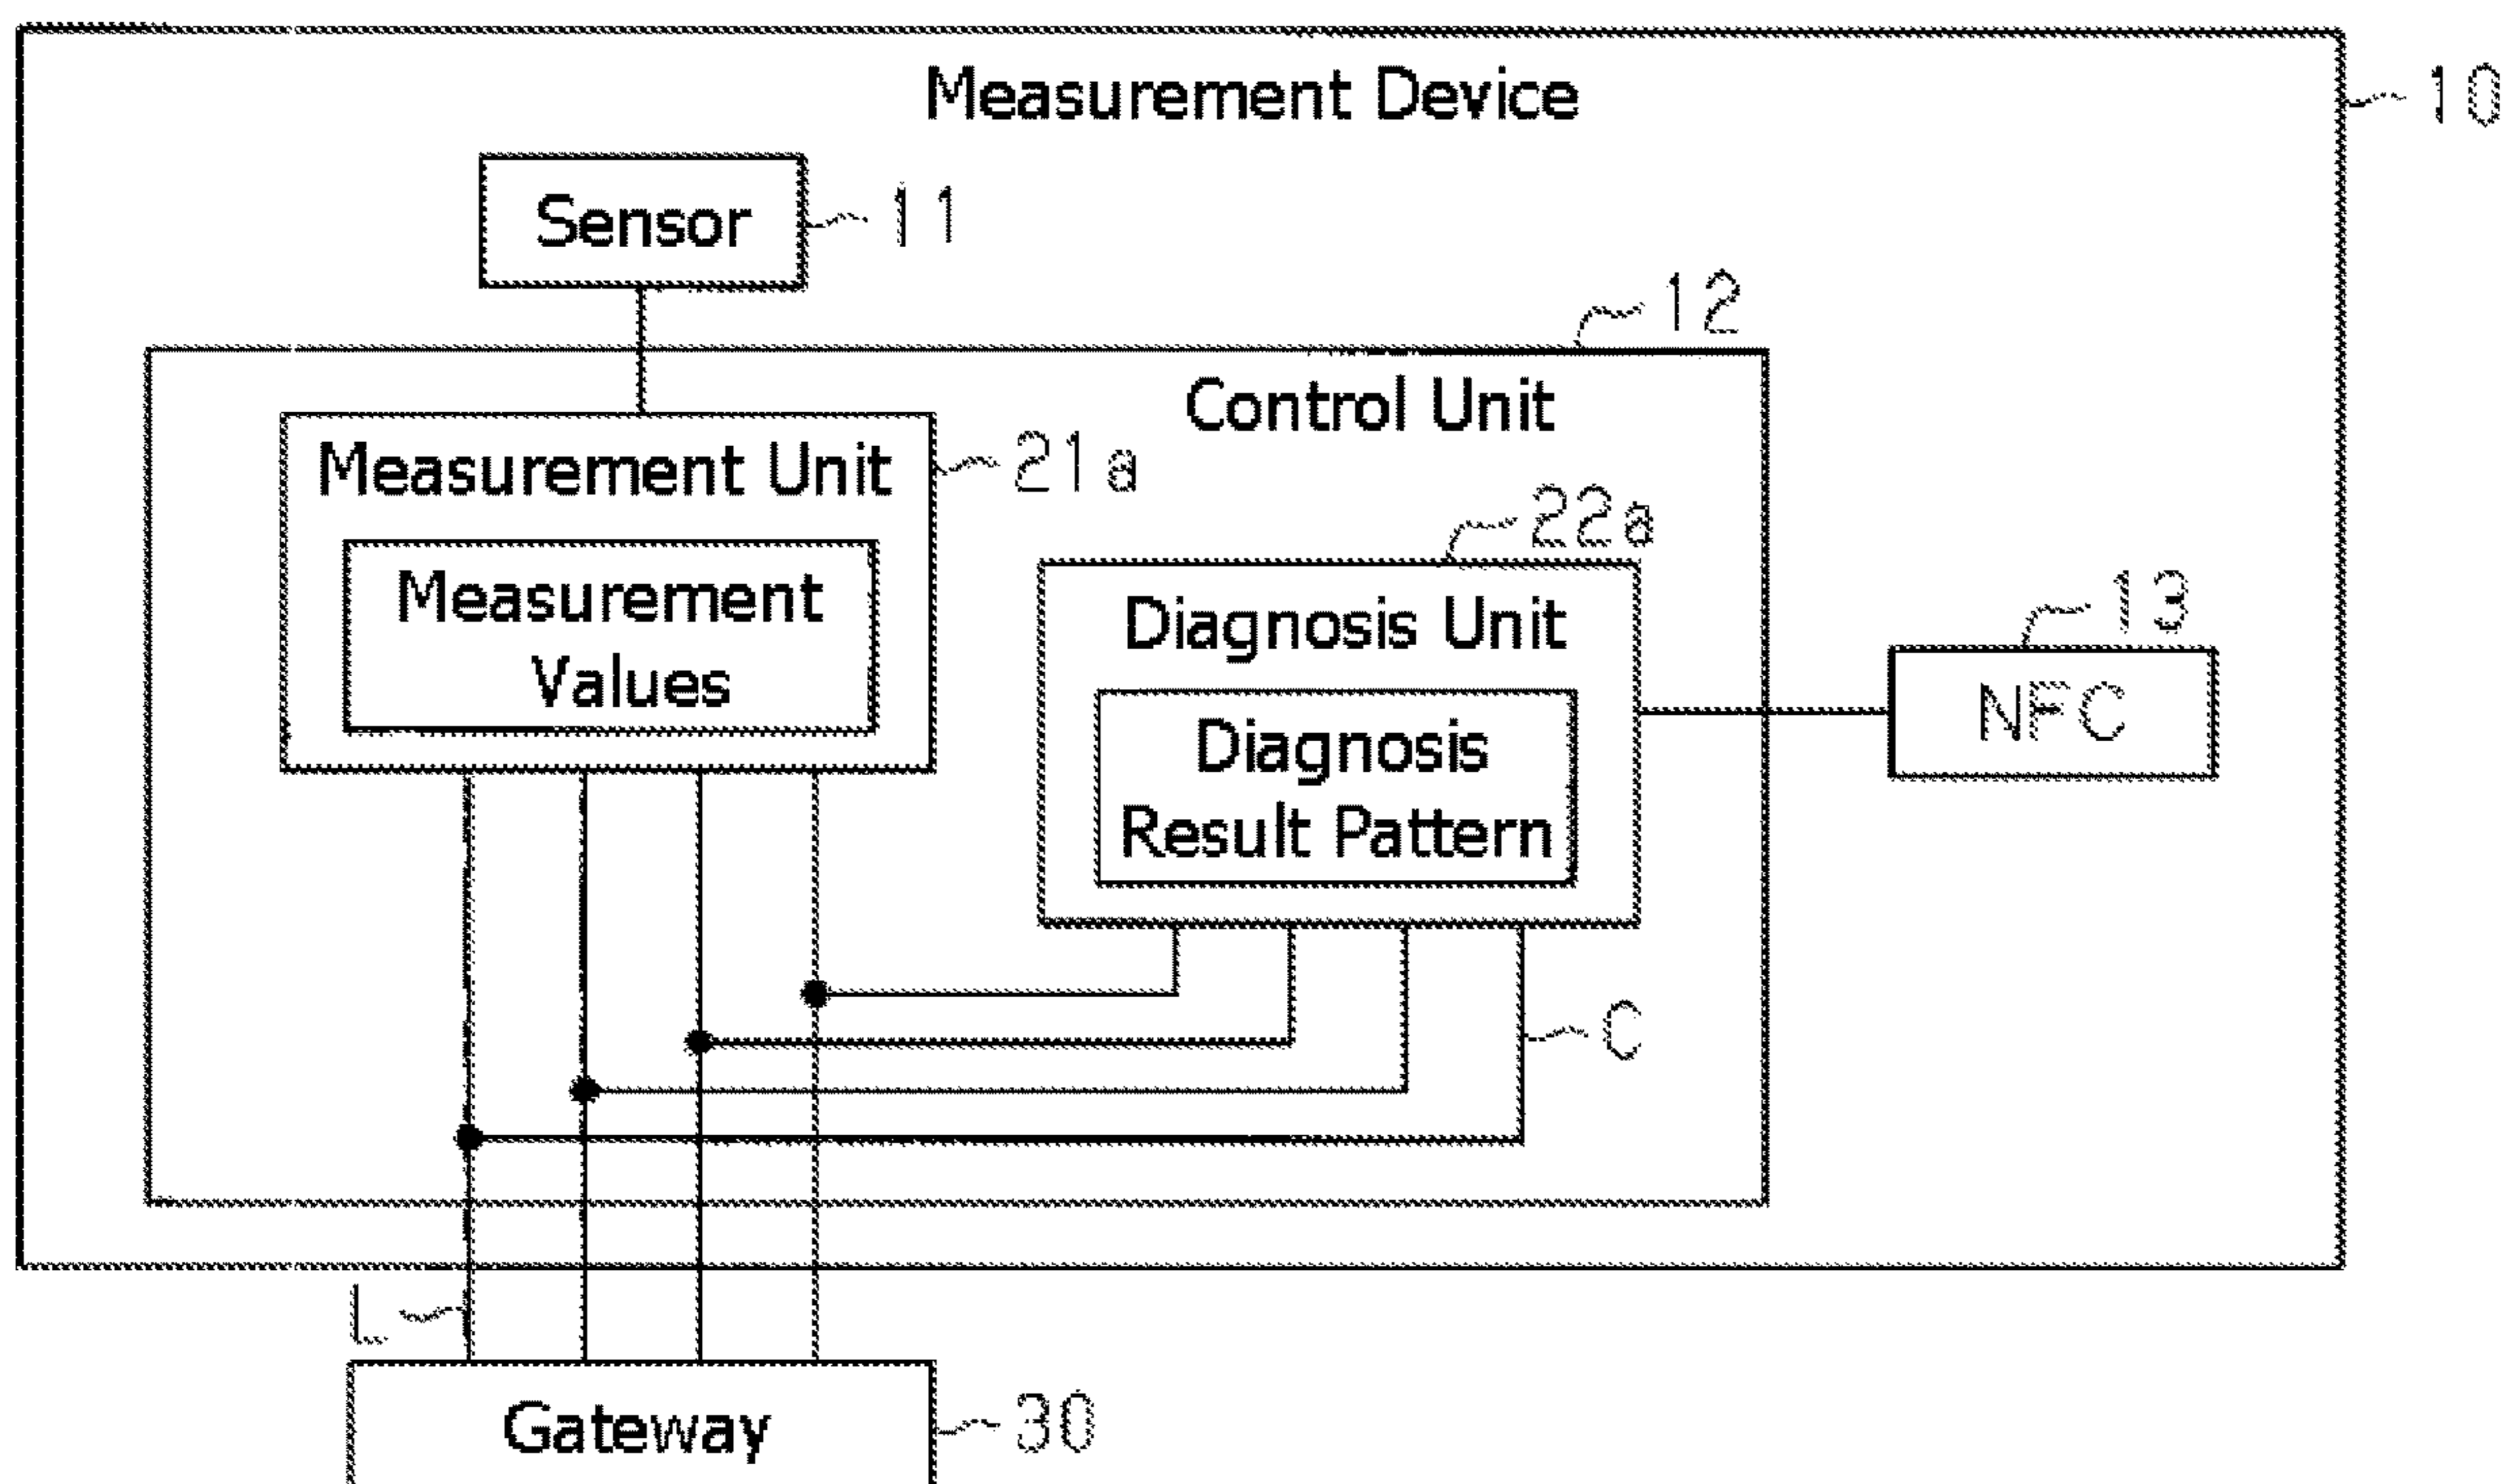 Measurement Device
10
Sensor
11
12
Control Unit
Measurement Unit
21a
22a
Measurement
Values
Diagnosis Unit
13
Diagnosis
Result Pattern
NFC
C
L
Gateway
30